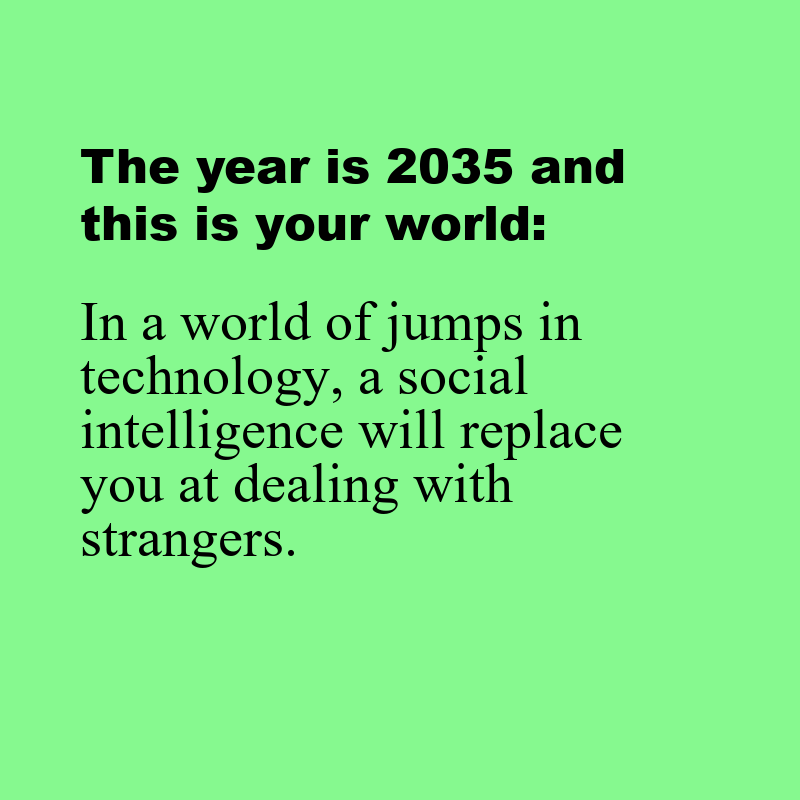 The year is 2035 and
this is your world:
In a world of jumps in
technology, a social
intelligence will replace
you at dealing with
strangers.